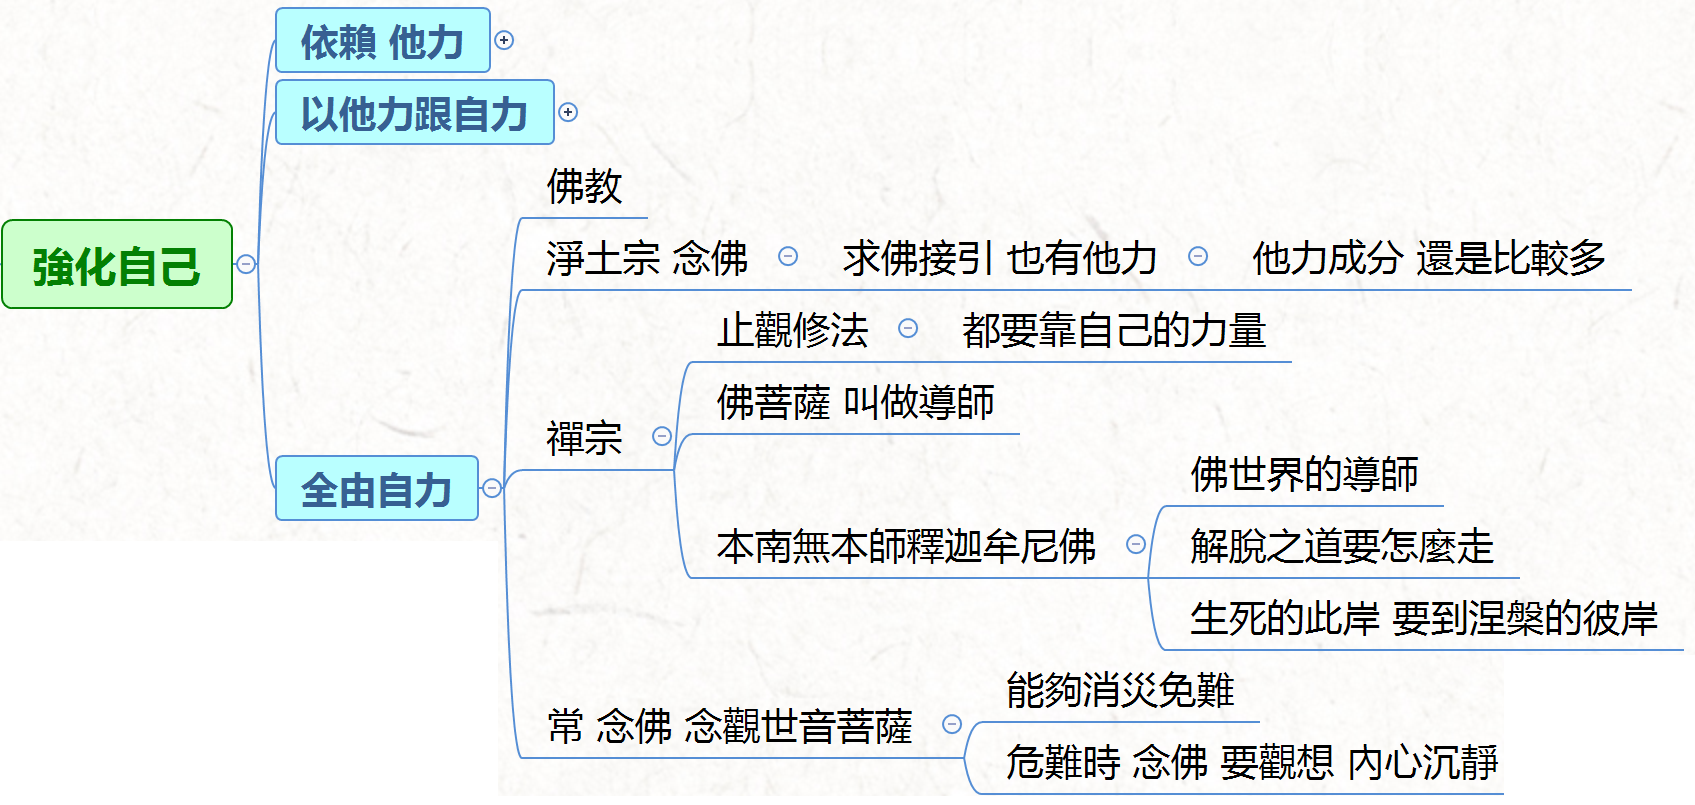 強化自己
依賴 他力
以他力跟自力
全由自力
佛教
淨土宗 念佛
求佛接引 也有他力
他力成分 還是比較多
禪宗
止觀修法
都要靠自己的力量
佛菩薩 叫做導師
本南無本師釋迦牟尼佛
佛世界的導師
解脫之道要怎麼走
生死的此岸 要到涅槃的彼岸
常 念佛 念觀世音菩薩
能夠消災免難
危難時 念佛 要觀想 內心沉靜